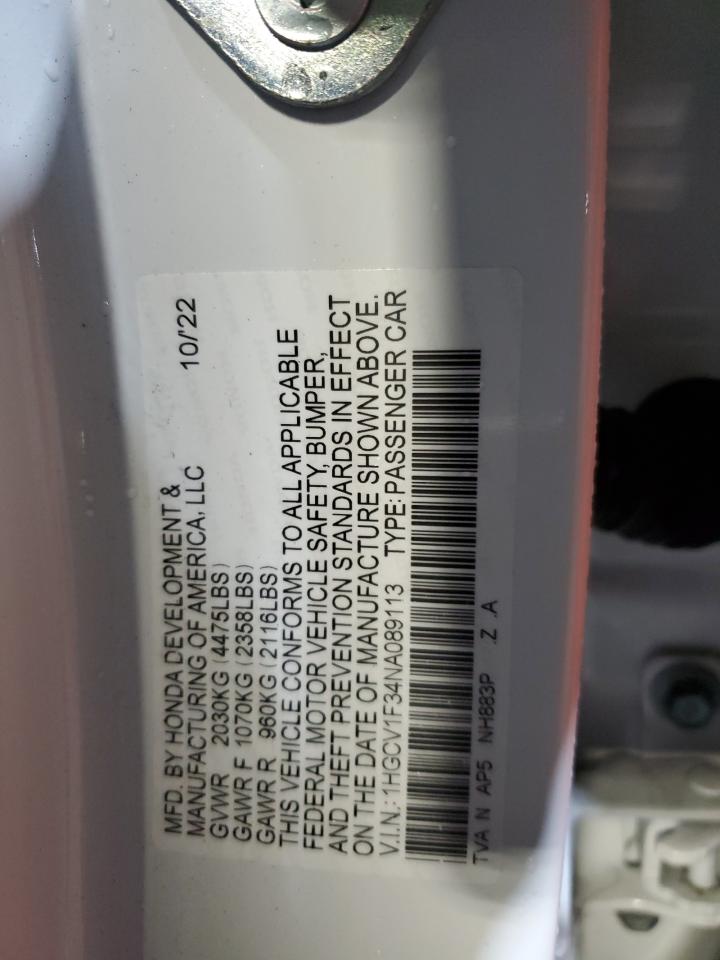 MFD. BY HONDA DEVELOPMENT &
MANUFACTURING OF AMERICA, LLC 10/'22
GVWR 2030KG (4475LBS)
GAWR F 1070KG (2358LBS)
GAWR R 960KG (2116LBS)
THIS VEHICLE CONFORMS TO ALL APPLICABLE
FEDERAL MOTOR VEHICLE SAFETY, BUMPER,
AND THEFT PREVENTION STANDARDS IN EFFECT
ON THE DATE OF MANUFACTURE SHOWN ABOVE.
V.I.N.: 1HGCV1F34NA089113 TYPE: PASSENGER CAR
TVA N AP5 NH883P .Z .A